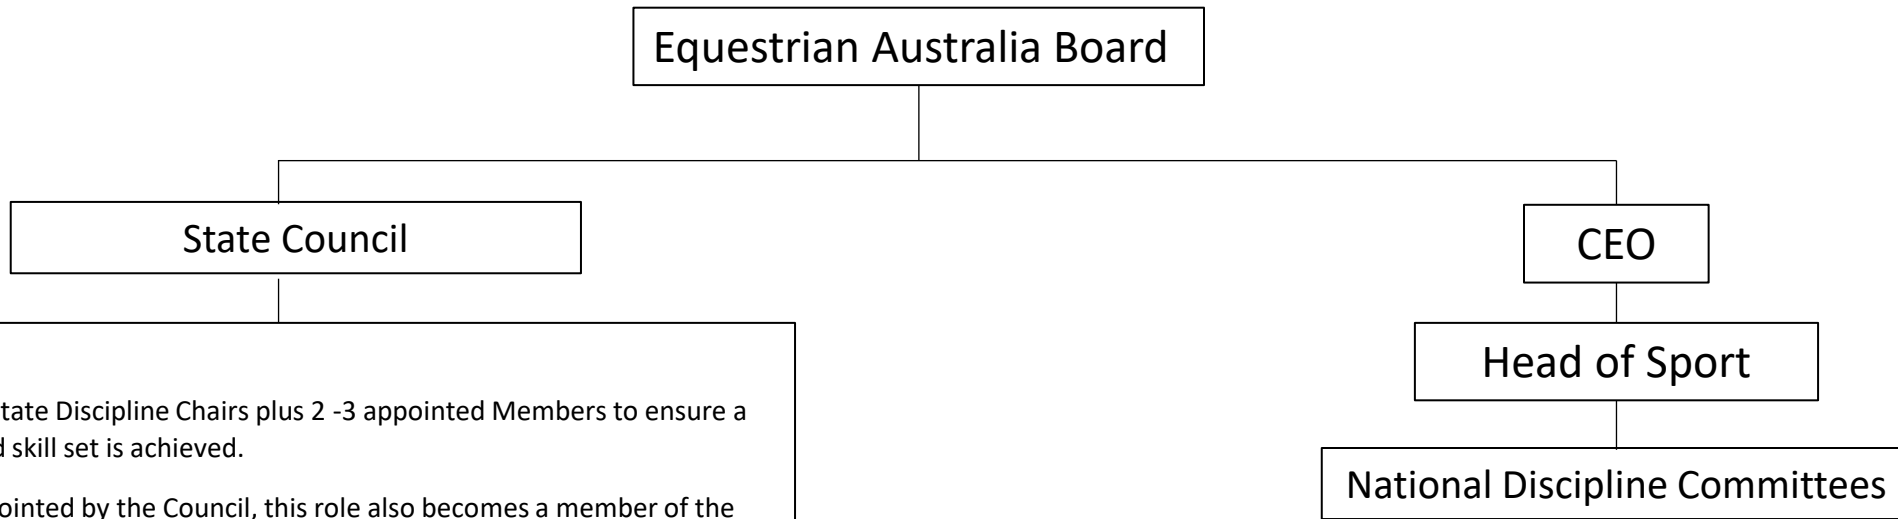 Equestrian Australia Board
State Council
CEO
Head of Sport
tate Discipline Chairs plus 2 -3 appointed Members to ensure a
skill set is achieved.
National Discipline Committees
ointed by the Council, this role also becomes a member of the